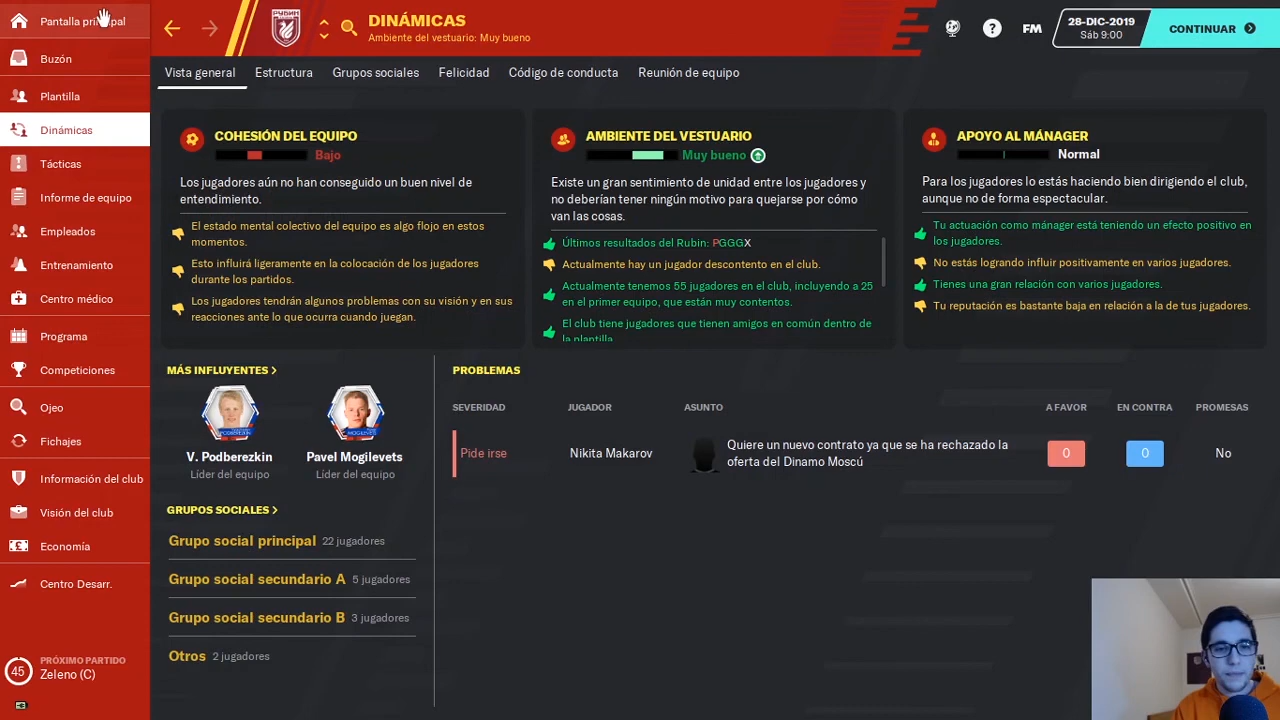 Pantalla principal
Buzón
Plantilla
Dinámicas
Tácticas
Informe de equipo
Empleados
Entrenamiento
Centro médico
Programa
Competiciones
Ojeo
Fichajes
Información del club
Visión del club
Economía
Centro Desarr.
45
PRÓXIMO PARTIDO
Zeleno (C)
РУБИН
DINÁMICAS
Ambiente del vestuario: Muy bueno
?
FM
28-DIC-2019
Sáb 9:00
CONTINUAR
Vista general
Estructura
Grupos sociales
Felicidad
Código de conducta
Reunión de equipo
COHESIÓN DEL EQUIPO
Bajo
Los jugadores aún no han conseguido un buen nivel de
entendimiento.
El estado mental colectivo del equipo es algo flojo en estos
momentos.
Esto influirá ligeramente en la colocación de los jugadores
durante los partidos.
Los jugadores tendrán algunos problemas con su visión y en sus
reacciones ante lo que ocurra cuando juegan.
AMBIENTE DEL VESTUARIO
Muy bueno
Existe un gran sentimiento de unidad entre los jugadores y
no deberían tener ningún motivo para quejarse por cómo
van las cosas.
Últimos resultados del Rubin: PGGGX
Actualmente hay un jugador descontento en el club.
Actualmente tenemos 55 jugadores en el club, incluyendo a 25
en el primer equipo, que están muy contentos.
El club tiene jugadores que tienen amigos en común dentro de
la plantilla.
APOYO AL MÁNAGER
Normal
Para los jugadores lo estás haciendo bien dirigiendo el club,
aunque no de forma espectacular.
Tu actuación como mánager está teniendo un efecto positivo en
los jugadores.
No estás logrando influir positivamente en varios jugadores.
Tienes una gran relación con varios jugadores.
Tu reputación es bastante baja en relación a la de tus jugadores.
MÁS INFLUYENTES >
PODBEREZKIN
MOGILEVETS
V. Podberezkin
Líder del equipo
Pavel Mogilevets
Líder del equipo
GRUPOS SOCIALES >
Grupo social principal 22 jugadores
Grupo social secundario A 5 jugadores
Grupo social secundario B 3 jugadores
Otros 2 jugadores
PROBLEMAS
SEVERIDAD
JUGADOR
ASUNTO
A FAVOR
EN CONTRA
PROMESAS
Pide irse
Nikita Makarov
Quiere un nuevo contrato ya que se ha rechazado la
oferta del Dinamo Moscú
0
0
No